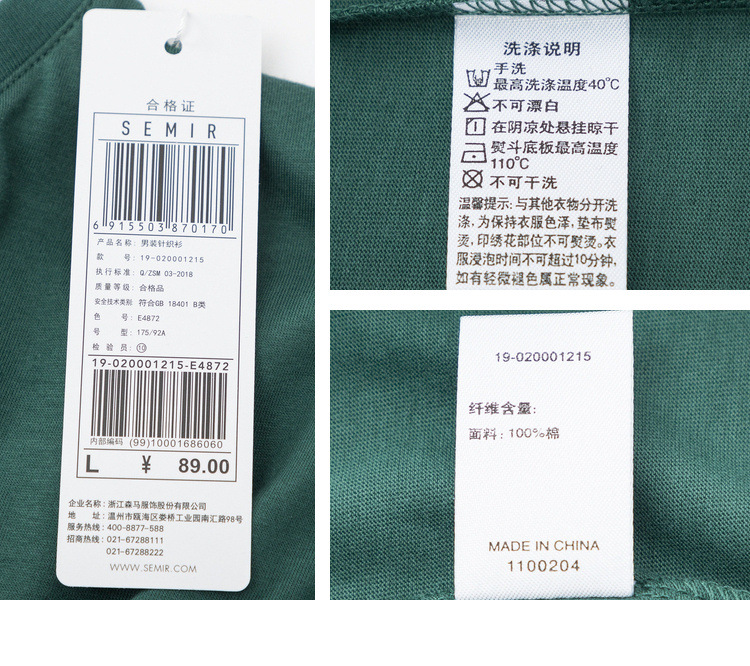 合格证
SEMIR
6 915503 870170
产品名称: 男装针织衫
款 号: 19-020001215
执行标准: Q/ZSM 03-2018
质量等级: 合格品
安全技术类别 符合GB 18401 B类
色 号: E4872
号 型: 175/92A
检 验 员: ⑩
19-020001215-E4872
内部编码 (99)10001686060
L ¥ 89.00
企业名称: 浙江森马服饰股份有限公司
地 址: 温州市瓯海区娄桥工业园南汇路98号
服务热线: 400-8877-588
招商热线: 021-67288111
021-67288222
WWW.SEMIR.COM
洗涤说明
手洗
最高洗涤温度40℃
不可漂白
在阴凉处悬挂晾干
熨斗底板最高温度
110℃
不可干洗
温馨提示: 与其他衣物分开洗
涤, 为保持衣服色泽, 垫布熨
烫, 印绣花部位不可熨烫。衣
服浸泡时间不可超过10分钟,
如有轻微褪色属正常现象。
19-020001215
纤维含量:
面料: 100%棉
MADE IN CHINA
1100204